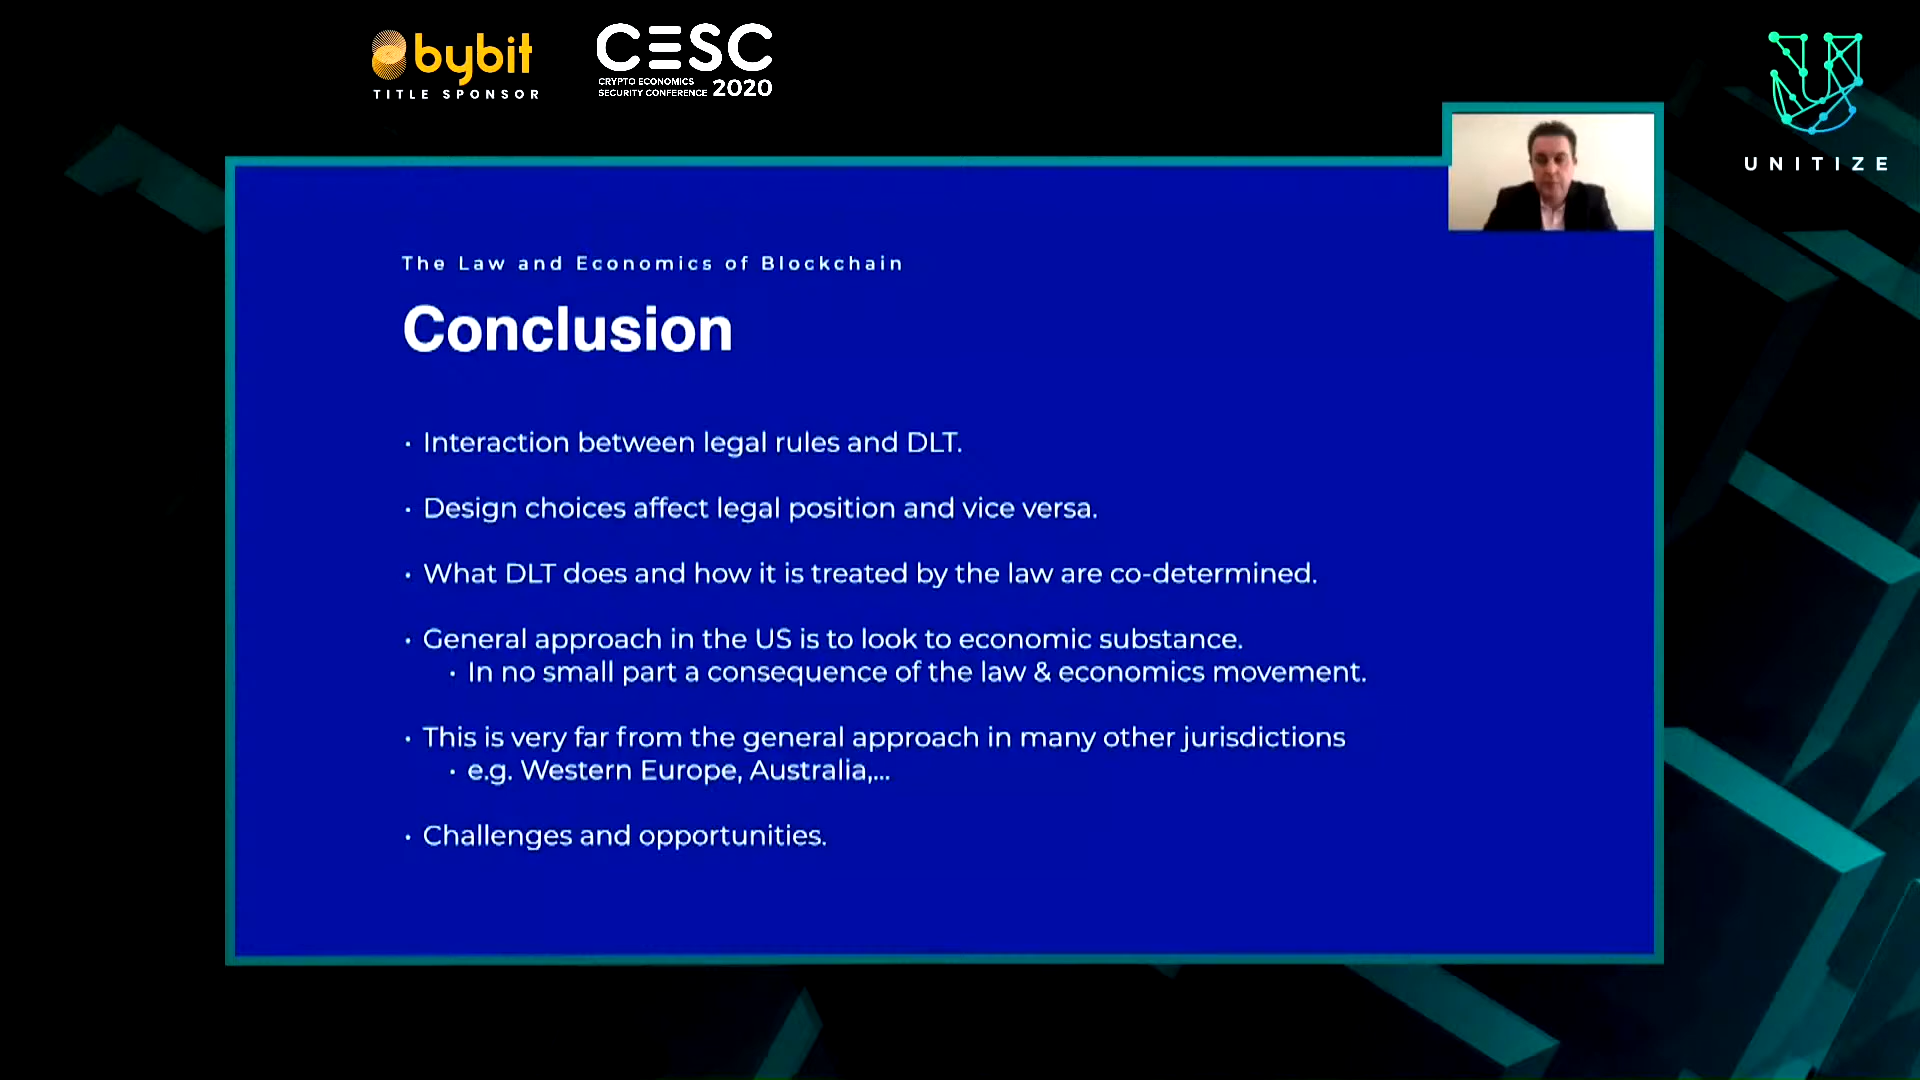 bybit
TITLE SPONSOR
CESC
CRYPTO ECONOMICS
SECURITY CONFERENCE 2020
UNITIZE
The Law and Economics of Blockchain
Conclusion
· Interaction between legal rules and DLT.
· Design choices affect legal position and vice versa.
· What DLT does and how it is treated by the law are co-determined.
· General approach in the US is to look to economic substance.
· In no small part a consequence of the law & economics movement.
· This is very far from the general approach in many other jurisdictions
· e.g. Western Europe, Australia,...
· Challenges and opportunities.